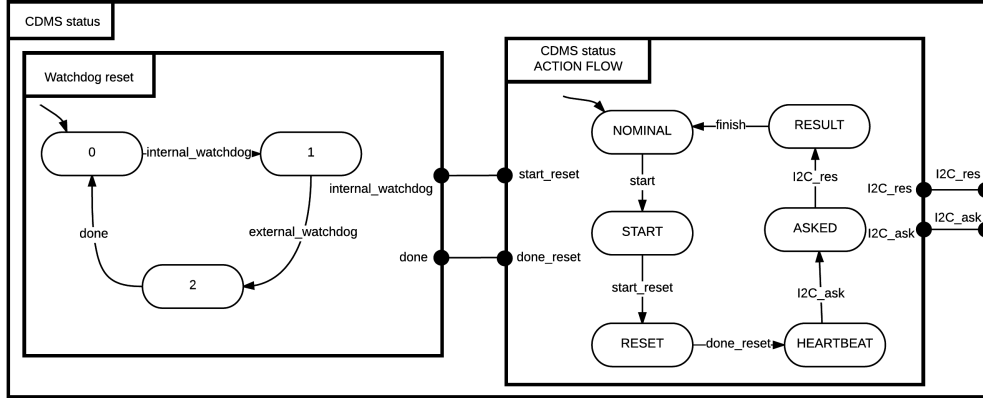 CDMS status
Watchdog reset
0
internal_watchdog
1
done
external_watchdog
2
internal_watchdog
done
CDMS status
ACTION FLOW
NOMINAL
finish
RESULT
start
I2C_res
START
ASKED
start_reset
I2C_ask
RESET
done_reset
HEARTBEAT
start_reset
done_reset
I2C_res
I2C_ask
I2C_res
I2C_ask